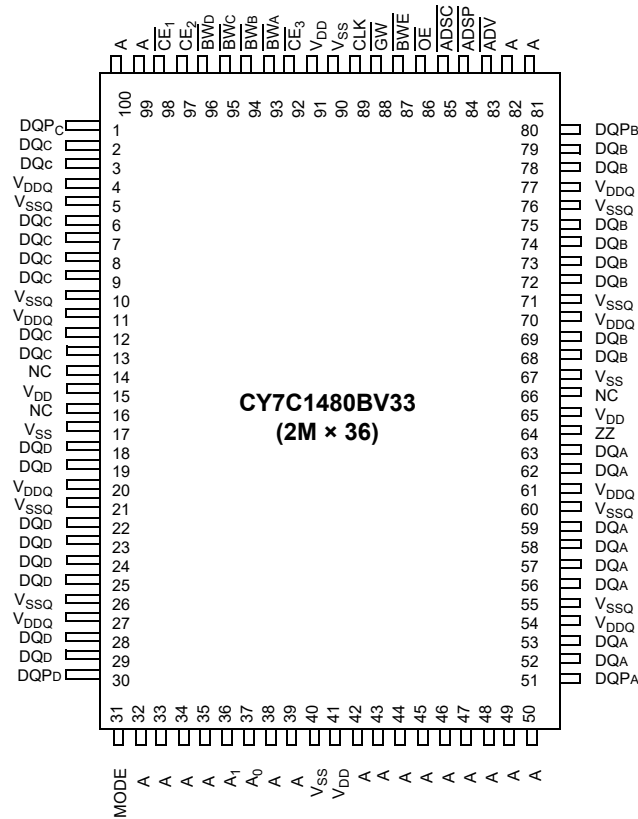 A A CE1 CE2 BWD BWC BWB BWA CE3 VDD VSS CLK GW BWE OE ADSC ADSP ADV A A
100 99 98 97 96 95 94 93 92 91 90 89 88 87 86 85 84 83 82 81
DQPC 1
DQC 2
DQC 3
VDDQ 4
VSSQ 5
DQC 6
DQC 7
DQC 8
DQC 9
VSSQ 10
VDDQ 11
DQC 12
DQC 13
NC 14
VDD 15
NC 16
VSS 17
DQD 18
DQD 19
VDDQ 20
VSSQ 21
DQD 22
DQD 23
DQD 24
DQD 25
VSSQ 26
VDDQ 27
DQD 28
DQD 29
DQPD 30
CY7C1480BV33
(2M × 36)
80 DQPB
79 DQB
78 DQB
77 VDDQ
76 VSSQ
75 DQB
74 DQB
73 DQB
72 DQB
71 VSSQ
70 VDDQ
69 DQB
68 DQB
67 VSS
66 NC
65 VDD
64 ZZ
63 DQA
62 DQA
61 VDDQ
60 VSSQ
59 DQA
58 DQA
57 DQA
56 DQA
55 VSSQ
54 VDDQ
53 DQA
52 DQA
51 DQPA
31 32 33 34 35 36 37 38 39 40 41 42 43 44 45 46 47 48 49 50
MODE A A A A A1 A0 A A VSS VDD A A A A A A A A A